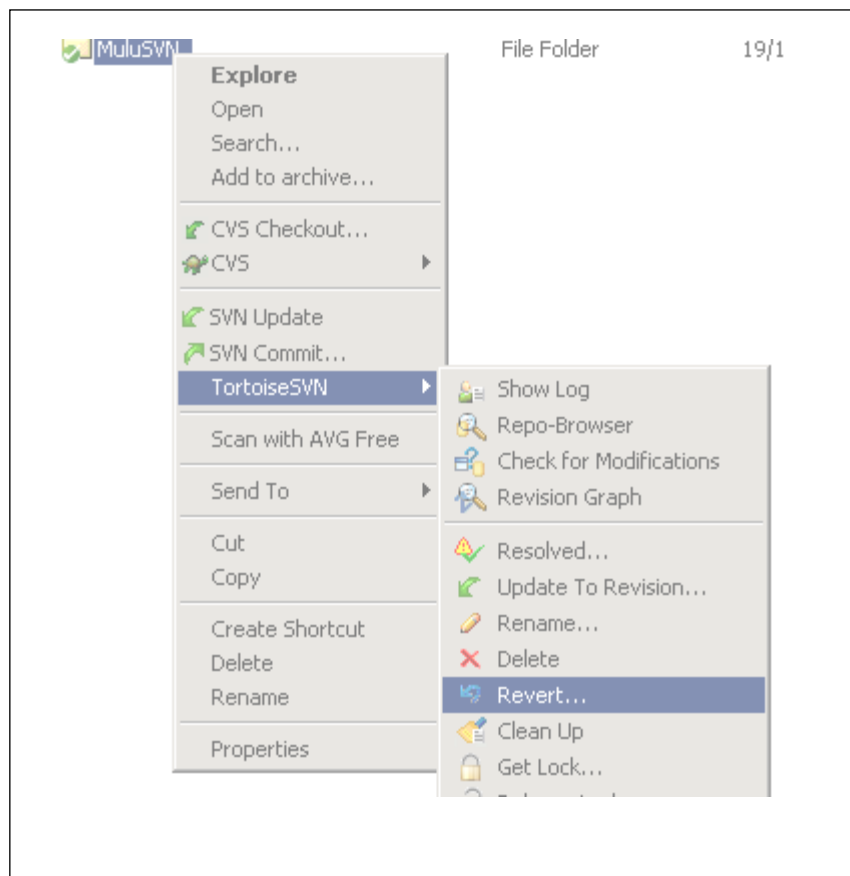 MuluSVN File Folder 19/1
Explore
Open
Search...
Add to archive...
CVS Checkout...
CVS
SVN Update
SVN Commit...
TortoiseSVN
Scan with AVG Free
Send To
Cut
Copy
Create Shortcut
Delete
Rename
Properties
Show Log
Repo-Browser
Check for Modifications
Revision Graph
Resolved...
Update To Revision...
Rename...
Delete
Revert...
Clean Up
Get Lock...